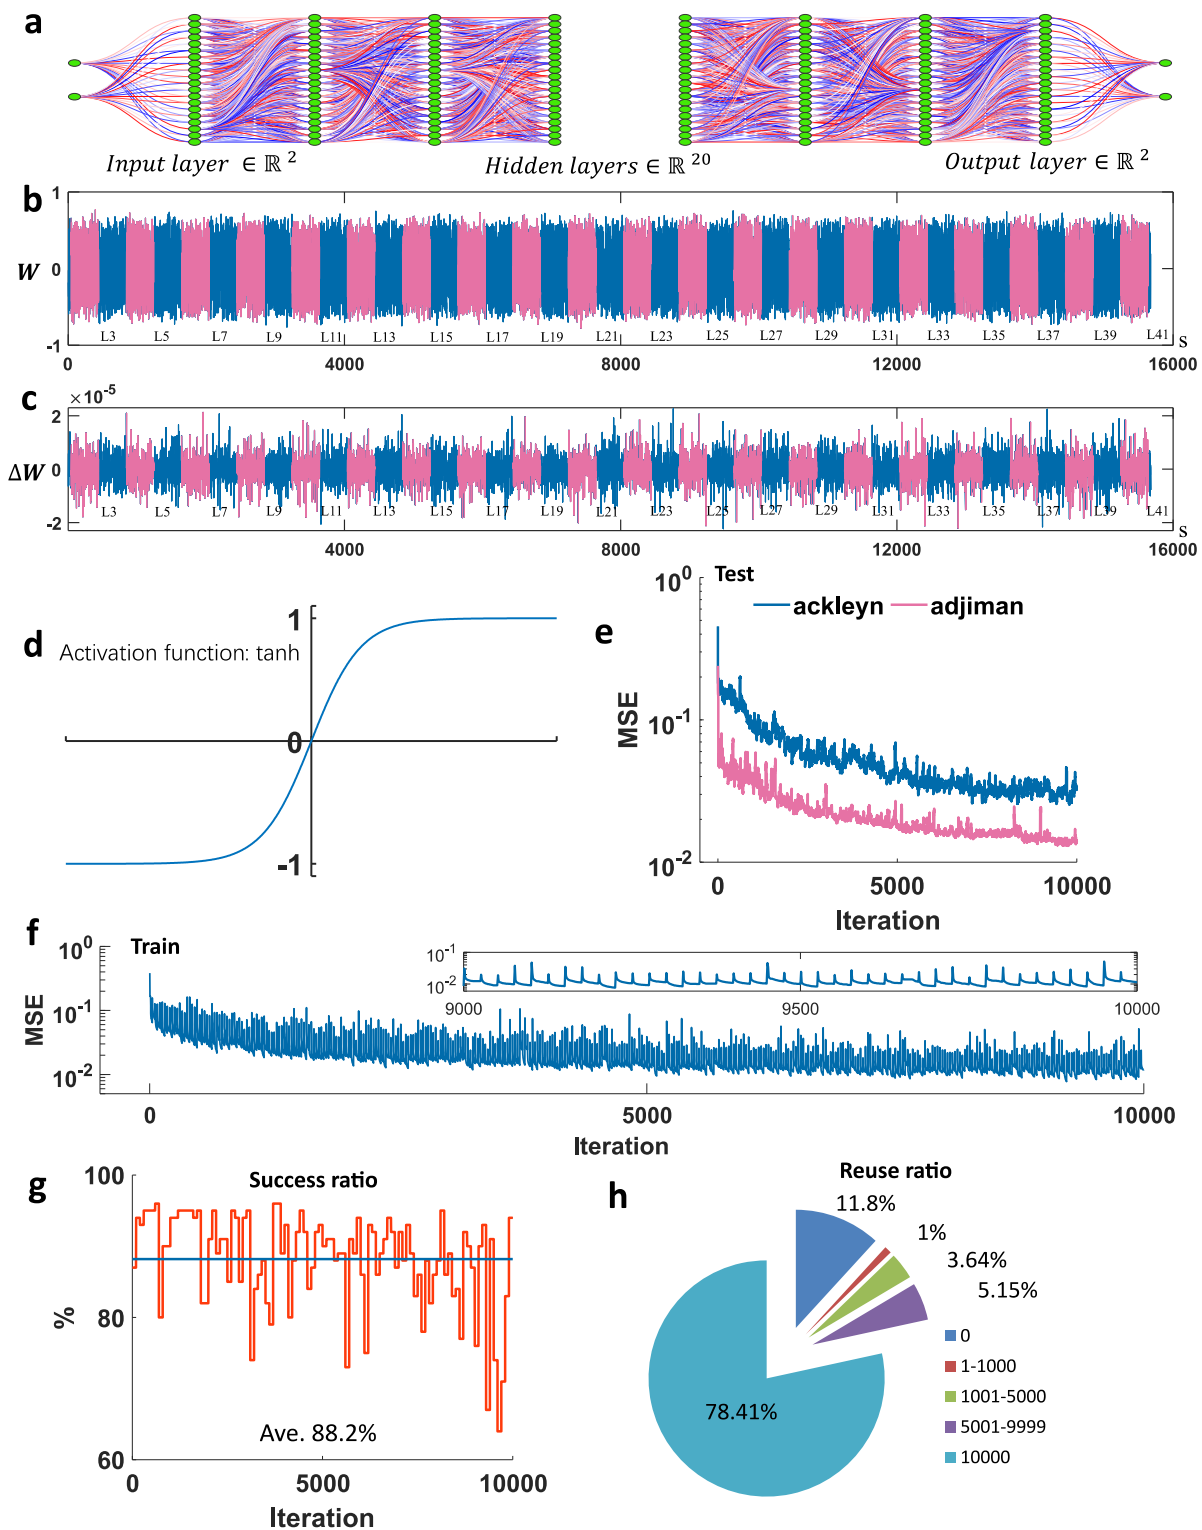 a
Input layer ∈ ℝ 2
Hidden layers ∈ ℝ 20
Output layer ∈ ℝ 2
b
1
W
0
-1
L3 L5 L7 L9 L11 L13 L15 L17 L19 L21 L23 L25 L27 L29 L31 L33 L35 L37 L39 L41
S
0 4000 8000 12000 16000
c
×10-5
2
ΔW
0
-2
L3 L5 L7 L9 L11 L13 L15 L17 L19 L21 L23 L25 L27 L29 L31 L33 L35 L37 L39 L41
S
4000 8000 12000 16000
d
Activation function: tanh
1
0
-1
e
Test
ackleyn adjiman
100
10-1
10-2
MSE
0 5000 10000
Iteration
f
Train
100
10-1
10-2
MSE
10-1
10-2
9000 9500 10000
0 5000 10000
Iteration
g
Success ratio
100
80
60
%
Ave. 88.2%
0 5000 10000
Iteration
h
Reuse ratio
11.8%
1%
3.64%
5.15%
78.41%
0
1-1000
1001-5000
5001-9999
10000